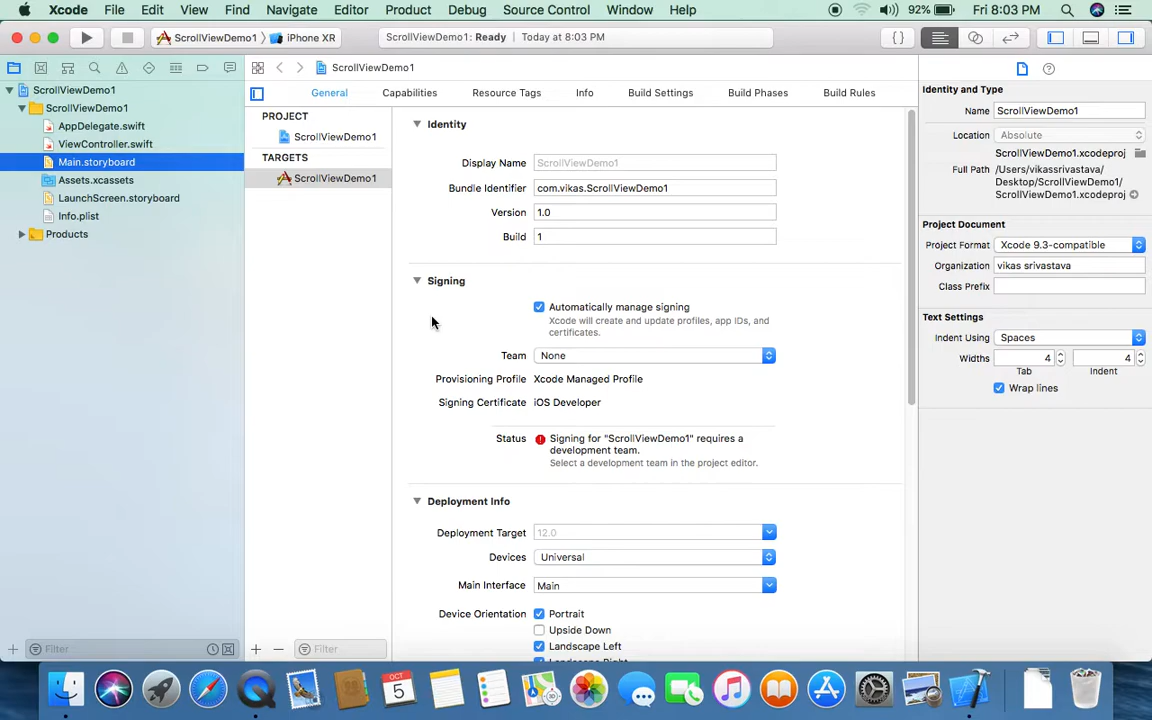 Xcode File Edit View Find Navigate Editor Product Debug Source Control Window Help 92% Fri 8:03 PM
ScrollViewDemo1 iPhone XR ScrollViewDemo1: Ready Today at 8:03 PM { }
ScrollViewDemo1
ScrollViewDemo1
AppDelegate.swift
ViewController.swift
Main.storyboard
Assets.xcassets
LaunchScreen.storyboard
Info.plist
Products
Filter
ScrollViewDemo1
General Capabilities Resource Tags Info Build Settings Build Phases Build Rules
PROJECT
ScrollViewDemo1
TARGETS
ScrollViewDemo1
Filter
Identity
Display Name ScrollViewDemo1
Bundle Identifier com.vikas.ScrollViewDemo1
Version 1.0
Build 1
Signing
Automatically manage signing
Xcode will create and update profiles, app IDs, and
certificates.
Team None
Provisioning Profile Xcode Managed Profile
Signing Certificate iOS Developer
Status Signing for "ScrollViewDemo1" requires a
development team.
Select a development team in the project editor.
Deployment Info
Deployment Target 12.0
Devices Universal
Main Interface Main
Device Orientation Portrait
Upside Down
Landscape Left
Landscape Right
Identity and Type
Name ScrollViewDemo1
Location Absolute
ScrollViewDemo1.xcodeproj
Full Path /Users/vikassrivastava/
Desktop/ScrollViewDemo1/
ScrollViewDemo1.xcodeproj
Project Document
Project Format Xcode 9.3-compatible
Organization vikas srivastava
Class Prefix
Text Settings
Indent Using Spaces
Widths 4 4
Tab Indent
Wrap lines
OCT
5